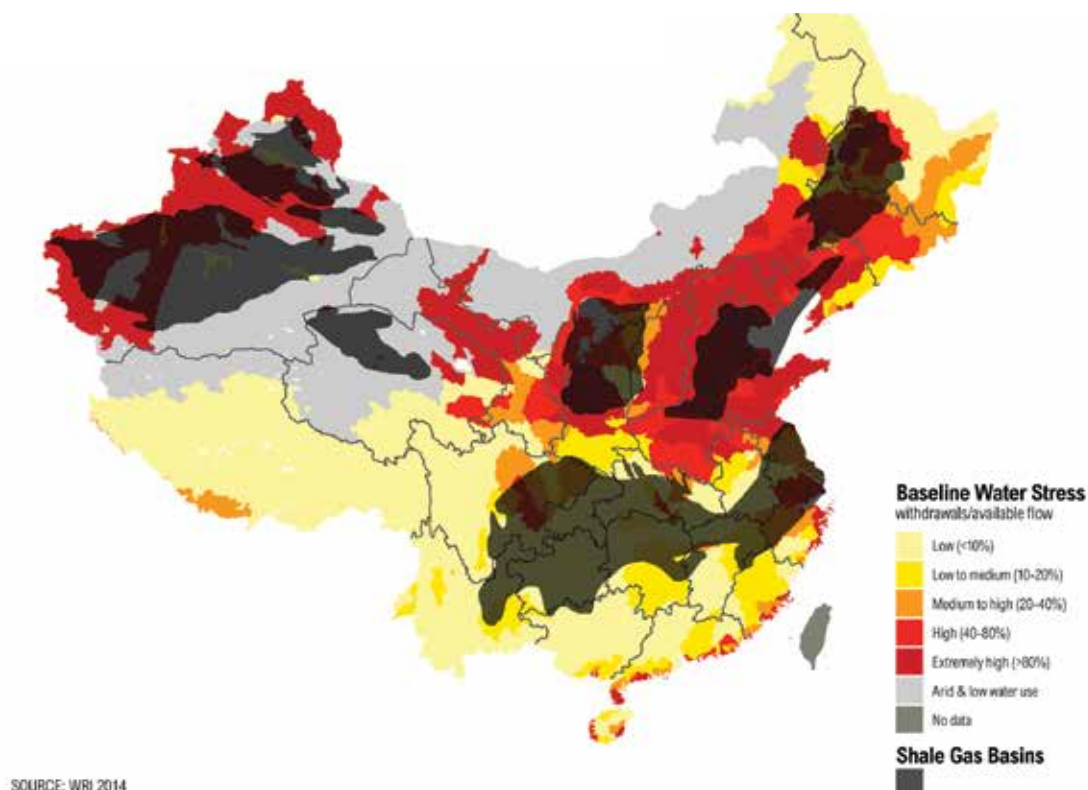 Baseline Water Stress
withdrawals/available flow
Low (<10%)
Low to medium (10-20%)
Medium to high (20-40%)
High (40-80%)
Extremely high (>80%)
Arid & low water use
No data
Shale Gas Basins
SOURCE: WRI 2014